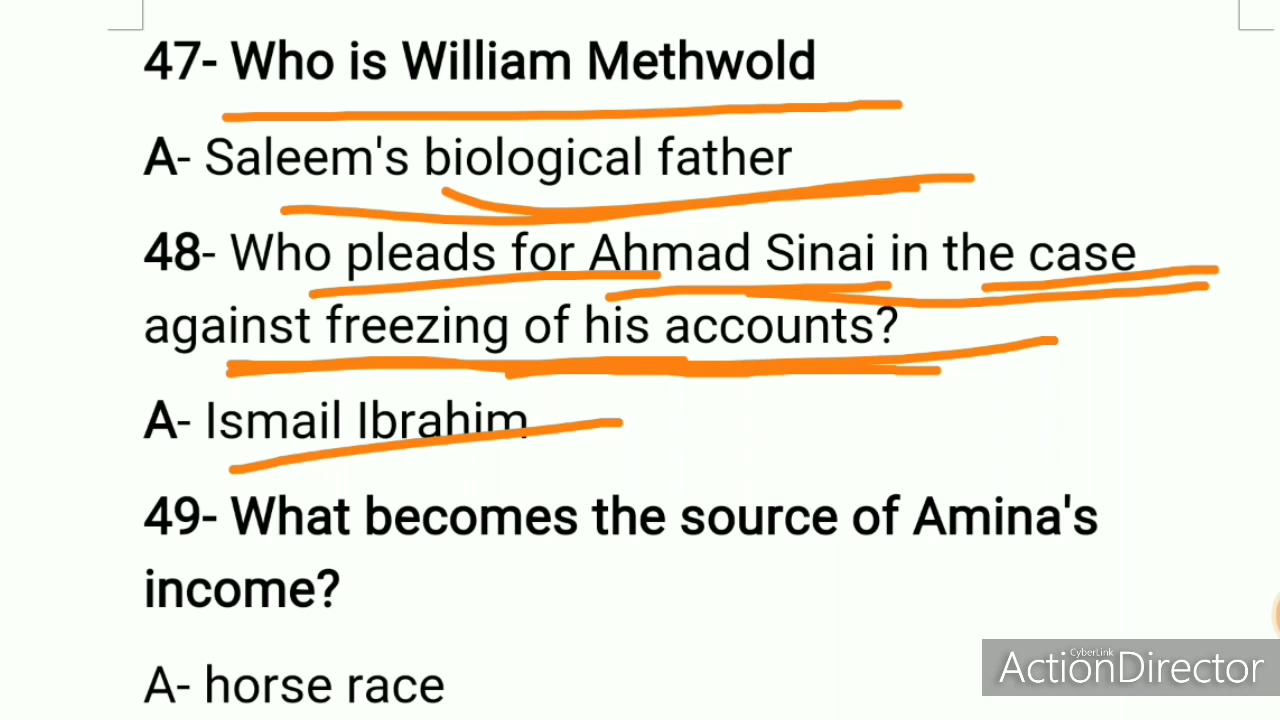 47- Who is William Methwold
A- Saleem's biological father
48- Who pleads for Ahmad Sinai in the case
against freezing of his accounts?
A- Ismail Ibrahim
49- What becomes the source of Amina's
income?
A- horse race
CyberLink
ActionDirector